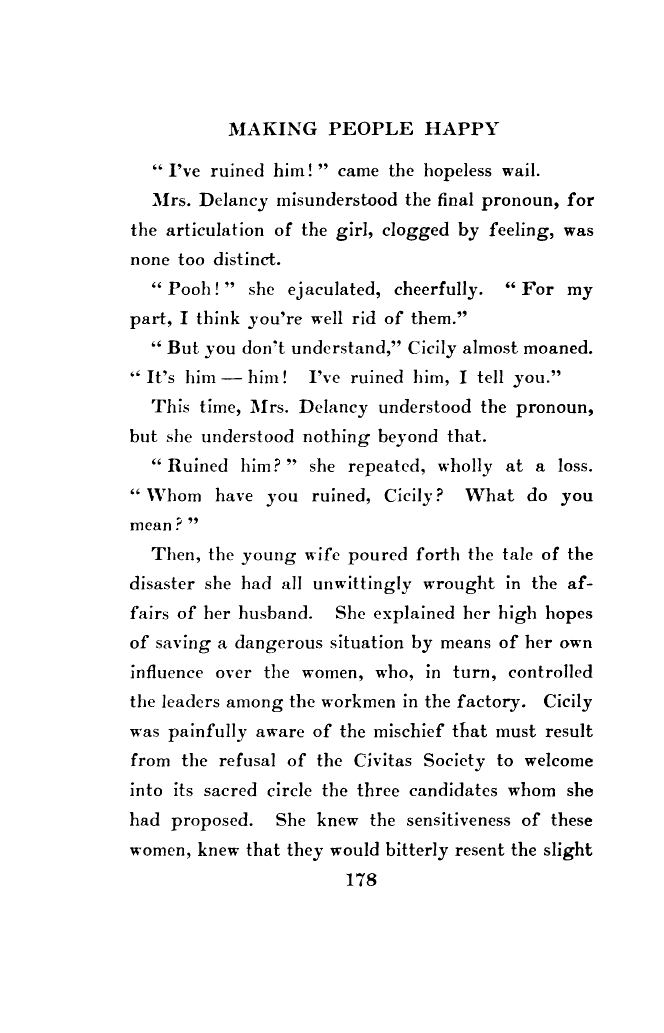 MAKING PEOPLE HAPPY
“ I've ruined him! ” came the hopeless wail.
Mrs. Delancy misunderstood the final pronoun, for
the articulation of the girl, clogged by feeling, was
none too distinct.
“ Pooh! ” she ejaculated, cheerfully. “ For my
part, I think you're well rid of them.”
“ But you don't understand,” Cicily almost moaned.
“ It's him — him! I've ruined him, I tell you.”
This time, Mrs. Delancy understood the pronoun,
but she understood nothing beyond that.
“ Ruined him? ” she repeated, wholly at a loss.
“ Whom have you ruined, Cicily? What do you
mean? ”
Then, the young wife poured forth the tale of the
disaster she had all unwittingly wrought in the af-
fairs of her husband. She explained her high hopes
of saving a dangerous situation by means of her own
influence over the women, who, in turn, controlled
the leaders among the workmen in the factory. Cicily
was painfully aware of the mischief that must result
from the refusal of the Civitas Society to welcome
into its sacred circle the three candidates whom she
had proposed. She knew the sensitiveness of these
women, knew that they would bitterly resent the slight
178